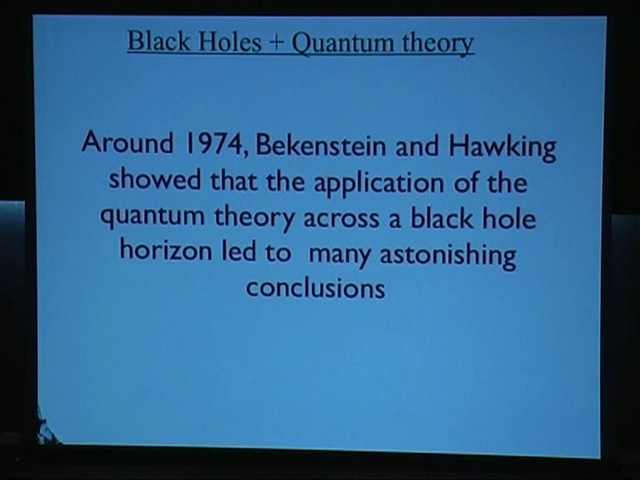 Black Holes + Quantum theory
Around 1974, Bekenstein and Hawking
showed that the application of the
quantum theory across a black hole
horizon led to many astonishing
conclusions